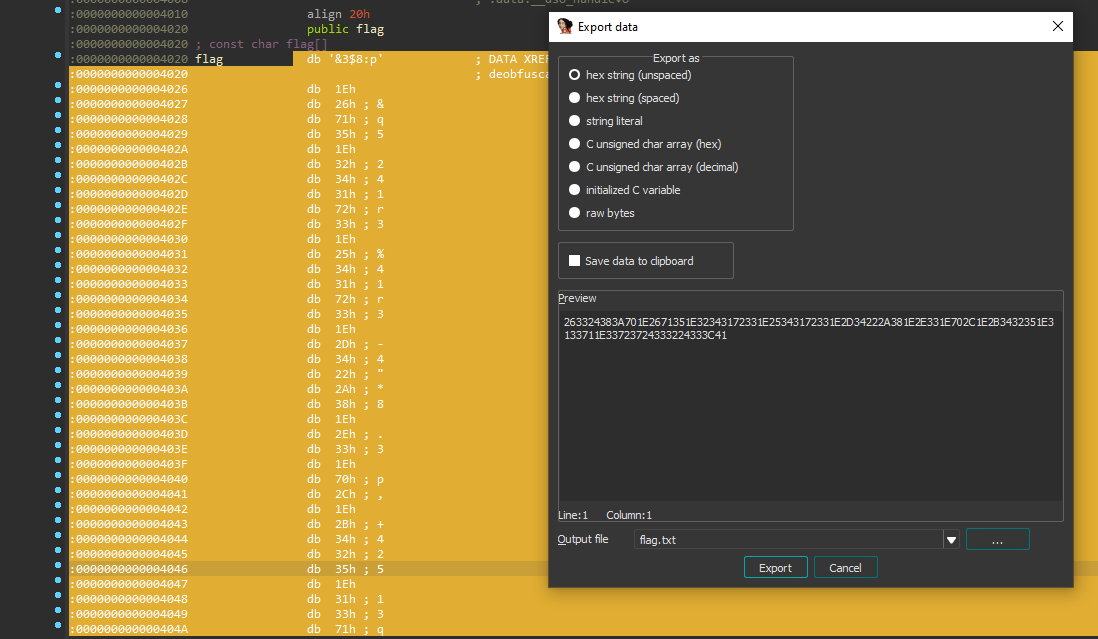 :0000000000004010 align 20h
:0000000000004020 public flag
:0000000000004020 ; const char flag[]
:0000000000004020 flag db '&3$8:p' ; DATA XREF
:0000000000004020 ; deobfusca
:0000000000004026 db 1Eh
:0000000000004027 db 26h ; &
:0000000000004028 db 71h ; q
:0000000000004029 db 35h ; 5
:000000000000402A db 1Eh
:000000000000402B db 32h ; 2
:000000000000402C db 34h ; 4
:000000000000402D db 31h ; 1
:000000000000402E db 72h ; r
:000000000000402F db 33h ; 3
:0000000000004030 db 1Eh
:0000000000004031 db 25h ; %
:0000000000004032 db 34h ; 4
:0000000000004033 db 31h ; 1
:0000000000004034 db 72h ; r
:0000000000004035 db 33h ; 3
:0000000000004036 db 1Eh
:0000000000004037 db 2Dh ; -
:0000000000004038 db 34h ; 4
:0000000000004039 db 22h ; "
:000000000000403A db 2Ah ; *
:000000000000403B db 38h ; 8
:000000000000403C db 1Eh
:000000000000403D db 2Eh ; .
:000000000000403E db 33h ; 3
:000000000000403F db 1Eh
:0000000000004040 db 70h ; p
:0000000000004041 db 2Ch ; ,
:0000000000004042 db 1Eh
:0000000000004043 db 2Bh ; +
:0000000000004044 db 34h ; 4
:0000000000004045 db 32h ; 2
:0000000000004046 db 35h ; 5
:0000000000004047 db 1Eh
:0000000000004048 db 31h ; 1
:0000000000004049 db 33h ; 3
:000000000000404A db 71h ; q
Export data
Export as
hex string (unspaced)
hex string (spaced)
string literal
C unsigned char array (hex)
C unsigned char array (decimal)
initialized C variable
raw bytes
Save data to clipboard
Preview
263324383A701E2671351E32343172331E25343172331E2D34222A381E2E331E702C1E2B3432351E3
133711E33723724333224333C41
Line:1 Column:1
Output file flag.txt ...
Export Cancel